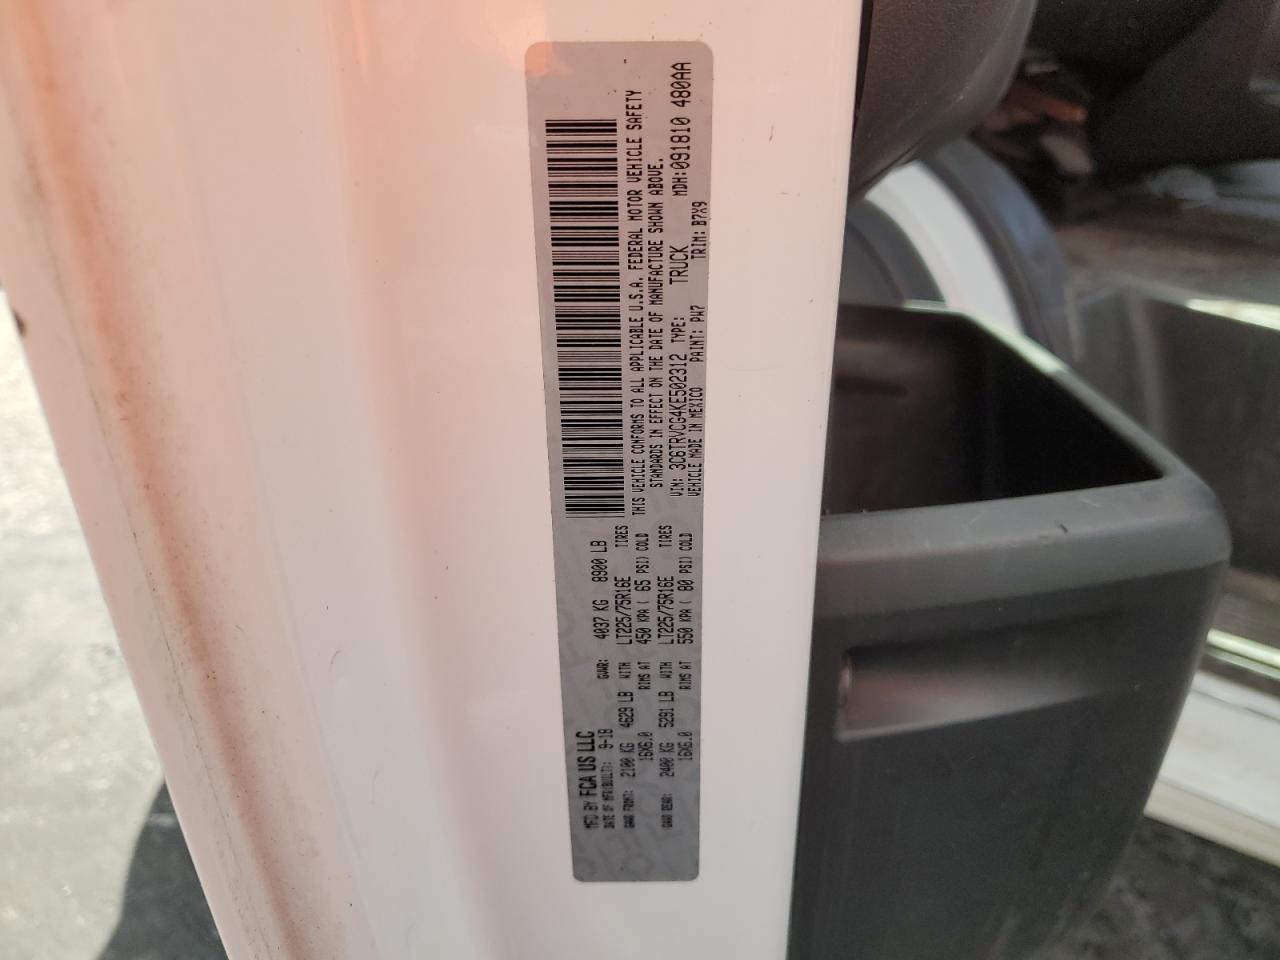 MFD BY FCA US LLC
DATE OF MFR(BUILT): 9-18 GVWR: 4037 KG 8900 LB
GAWR FRONT: 2100 KG 4629 LB WITH LT225/75R16E TIRES
16X6.0 RIMS AT 450 KPA ( 65 PSI) COLD
GAWR REAR: 2400 KG 5291 LB WITH LT225/75R16E TIRES
16X6.0 RIMS AT 550 KPA ( 80 PSI) COLD
THIS VEHICLE CONFORMS TO ALL APPLICABLE U.S.A. FEDERAL MOTOR VEHICLE SAFETY
STANDARDS IN EFFECT ON THE DATE OF MANUFACTURE SHOWN ABOVE.
VIN: 3C6TRVCG4KE502312 TYPE: TRUCK MDH:091810 480AA
VEHICLE MADE IN MEXICO PAINT: PW7 TRIM: B7X9